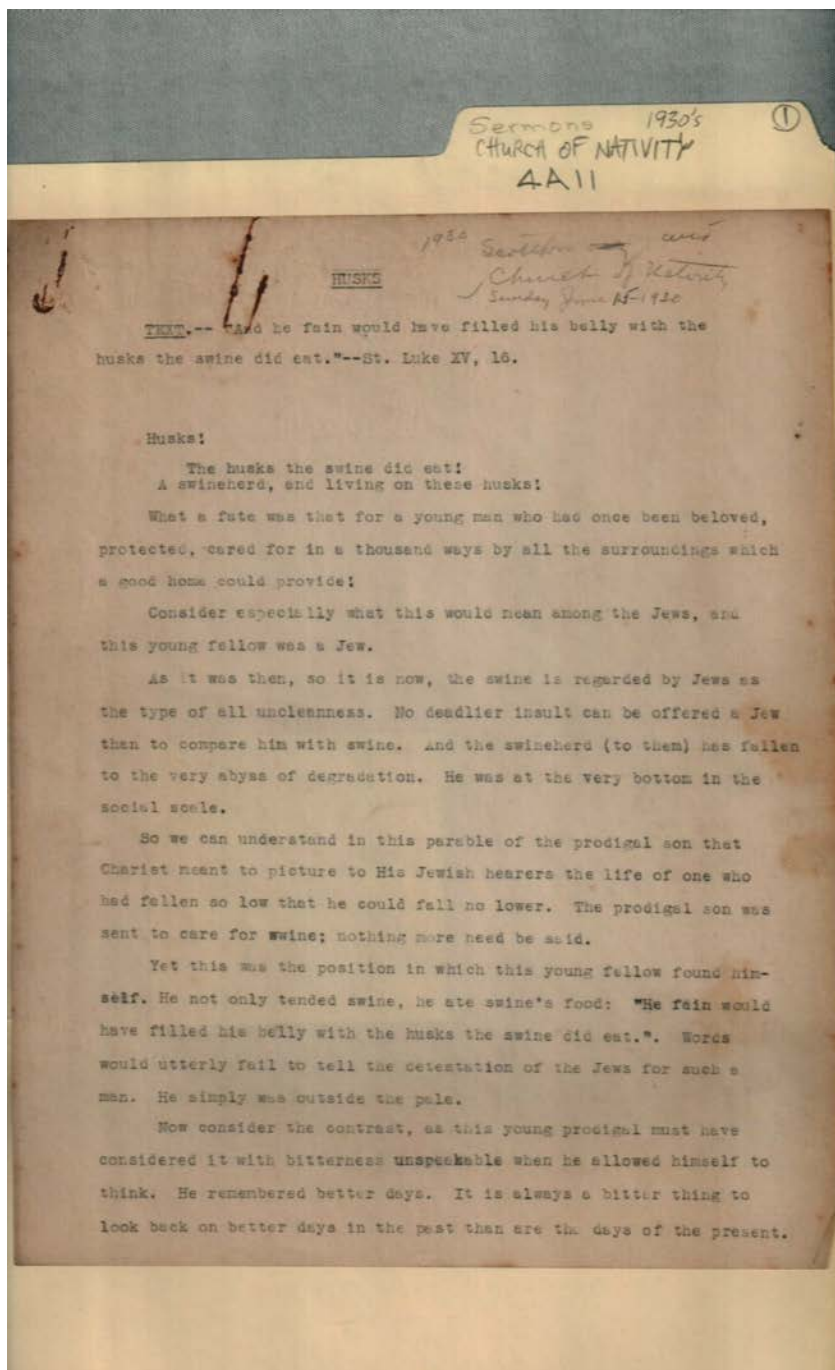 Sermons 1930's ①
CHURCH OF NATIVITY
4A11
1930
Church of Nativity
Sunday June 15-1930
HUSKS
TEXT.-- "And he fain would have filled his belly with the
husks the swine did eat."--St. Luke XV, 16.
Husks!
The husks the swine did eat!
A swineherd, and living on these husks!
What a fate was that for a young man who had once been beloved,
protected, cared for in a thousand ways by all the surroundings which
a good home could provide!
Consider especially what this would mean among the Jews, and
this young fellow was a Jew.
As it was then, so it is now, the swine is regarded by Jews as
the type of all uncleanness. No deadlier insult can be offered a Jew
than to compare him with swine. And the swineherd (to them) has fallen
to the very abyss of degradation. He was at the very bottom in the
social scale.
So we can understand in this parable of the prodigal son that
Charist meant to picture to His Jewish hearers the life of one who
had fallen so low that he could fall no lower. The prodigal son was
sent to care for swine; nothing more need be said.
Yet this was the position in which this young fellow found him-
self. He not only tended swine, he ate swine's food: "He fain would
have filled his belly with the husks the swine did eat.". Words
would utterly fail to tell the detestation of the Jews for such a
man. He simply was outside the pale.
Now consider the contrast, as this young prodigal must have
considered it with bitterness unspeakable when he allowed himself to
think. He remembered better days. It is always a bitter thing to
look back on better days in the past than are the days of the present.